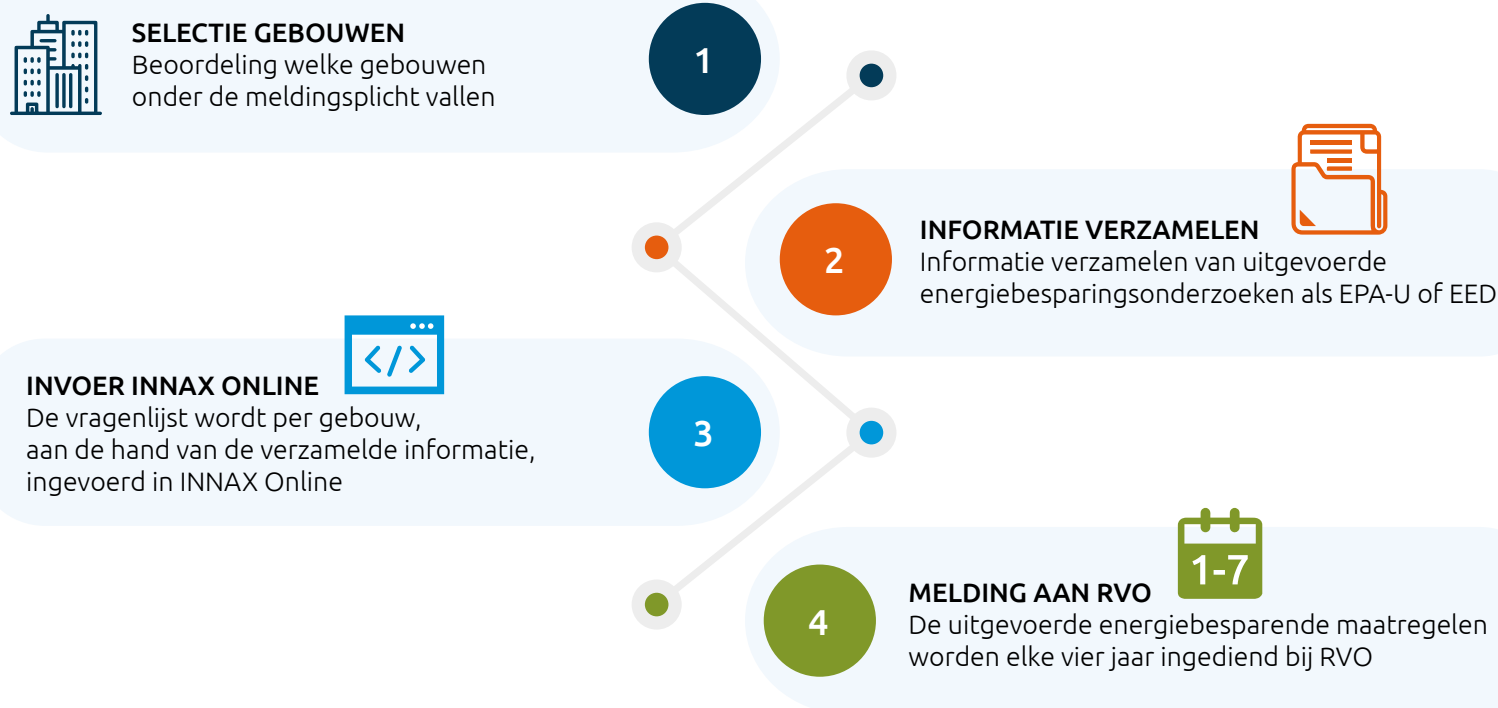 SELECTIE GEBOUWEN
Beoordeling welke gebouwen
onder de meldingsplicht vallen
1
2
INFORMATIE VERZAMELEN
Informatie verzamelen van uitgevoerde
energiebesparingsonderzoeken als EPA-U of EED
</>
INVOER INNAX ONLINE
De vragenlijst wordt per gebouw,
aan de hand van de verzamelde informatie,
ingevoerd in INNAX Online
3
1-7
4
MELDING AAN RVO
De uitgevoerde energiebesparende maatregelen
worden elke vier jaar ingediend bij RVO